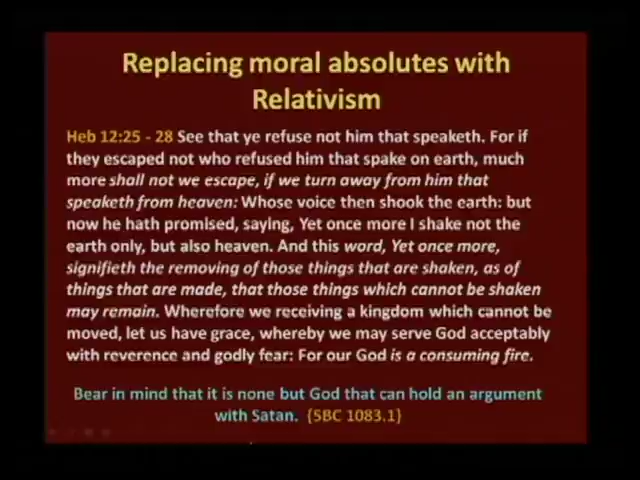 Replacing moral absolutes with
Relativism
Heb 12:25 - 28 See that ye refuse not him that speaketh. For if
they escaped not who refused him that spake on earth, much
more shall not we escape, if we turn away from him that
speaketh from heaven: Whose voice then shook the earth: but
now he hath promised, saying, Yet once more I shake not the
earth only, but also heaven. And this word, Yet once more,
signifieth the removing of those things that are shaken, as of
things that are made, that those things which cannot be shaken
may remain. Wherefore we receiving a kingdom which cannot be
moved, let us have grace, whereby we may serve God acceptably
with reverence and godly fear: For our God is a consuming fire.
Bear in mind that it is none but God that can hold an argument
with Satan. {5BC 1083.1}